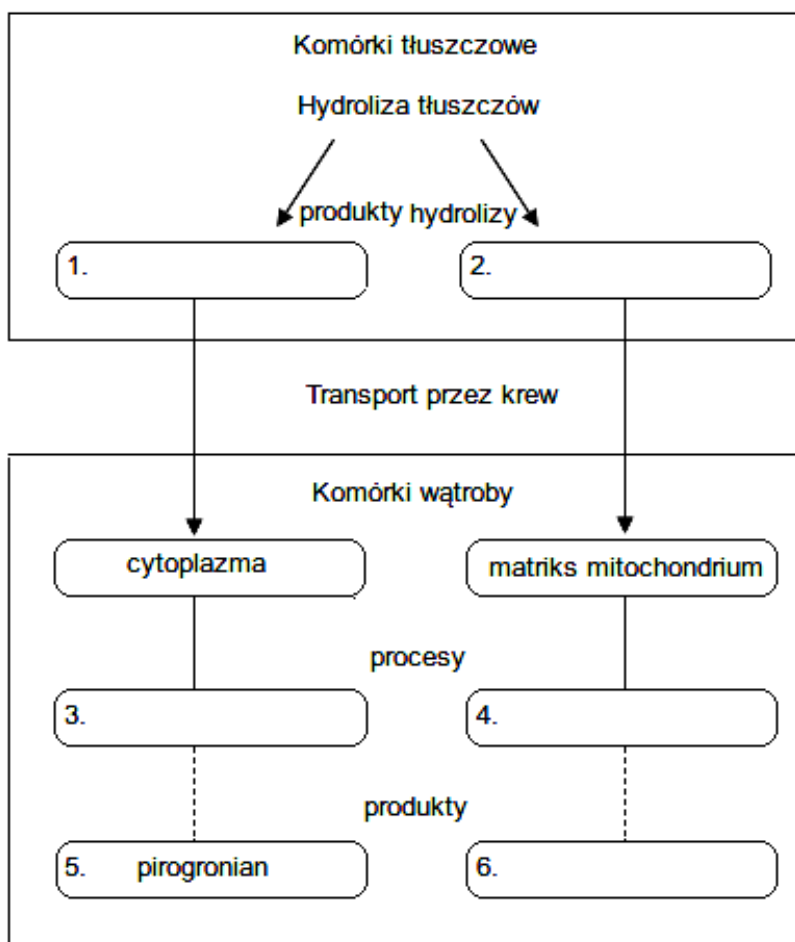 Komórki tłuszczowe
Hydroliza tłuszczów
produkty hydrolizy
1.
2.
Transport przez krew
Komórki wątroby
cytoplazma
matriks mitochondrium
procesy
3.
4.
produkty
5. pirogronian
6.